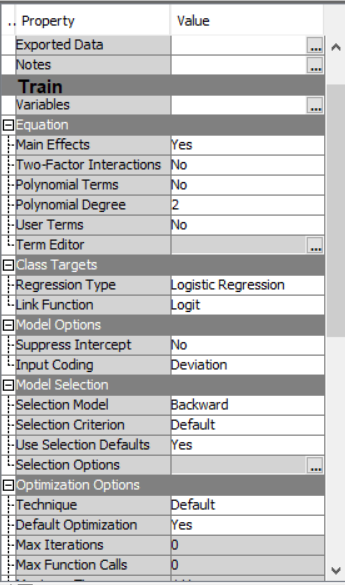 .. Property Value
Exported Data ...
Notes ...
Train
Variables ...
Equation
Main Effects Yes
Two-Factor Interactions No
Polynomial Terms No
Polynomial Degree 2
User Terms No
Term Editor ...
Class Targets
Regression Type Logistic Regression
Link Function Logit
Model Options
Suppress Intercept No
Input Coding Deviation
Model Selection
Selection Model Backward
Selection Criterion Default
Use Selection Defaults Yes
Selection Options ...
Optimization Options
Technique Default
Default Optimization Yes
Max Iterations 0
Max Function Calls 0